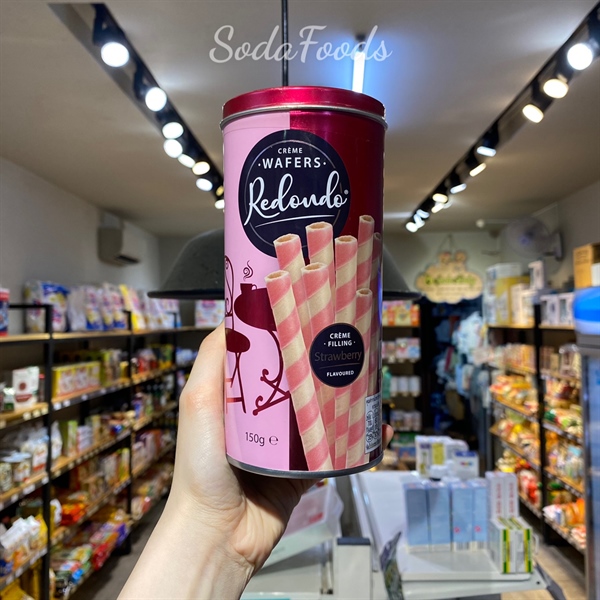 SodaFoods
CRÈME
• WAFERS •
Redondo®
CRÈME
• FILLING •
Strawberry
FLAVOURED
150g ℮